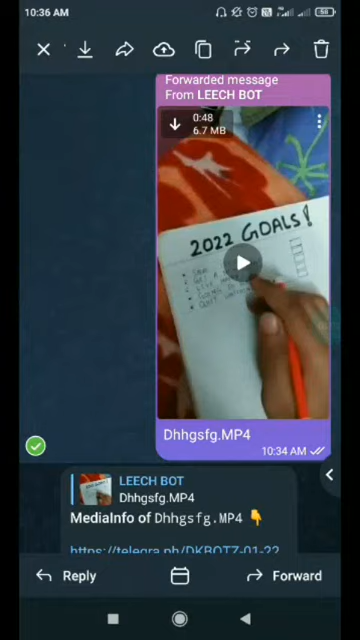 10:36 AM
58
Forwarded message
From LEECH BOT
0:48
6.7 MB
2022 GOALS!
Dhhgsfg.MP4
10:34 AM
LEECH BOT
Dhhgsfg.MP4
MediaInfo of Dhhgsfg.MP4 👇
https://telegra.ph/DKBOTZ-01-22
Reply
Forward